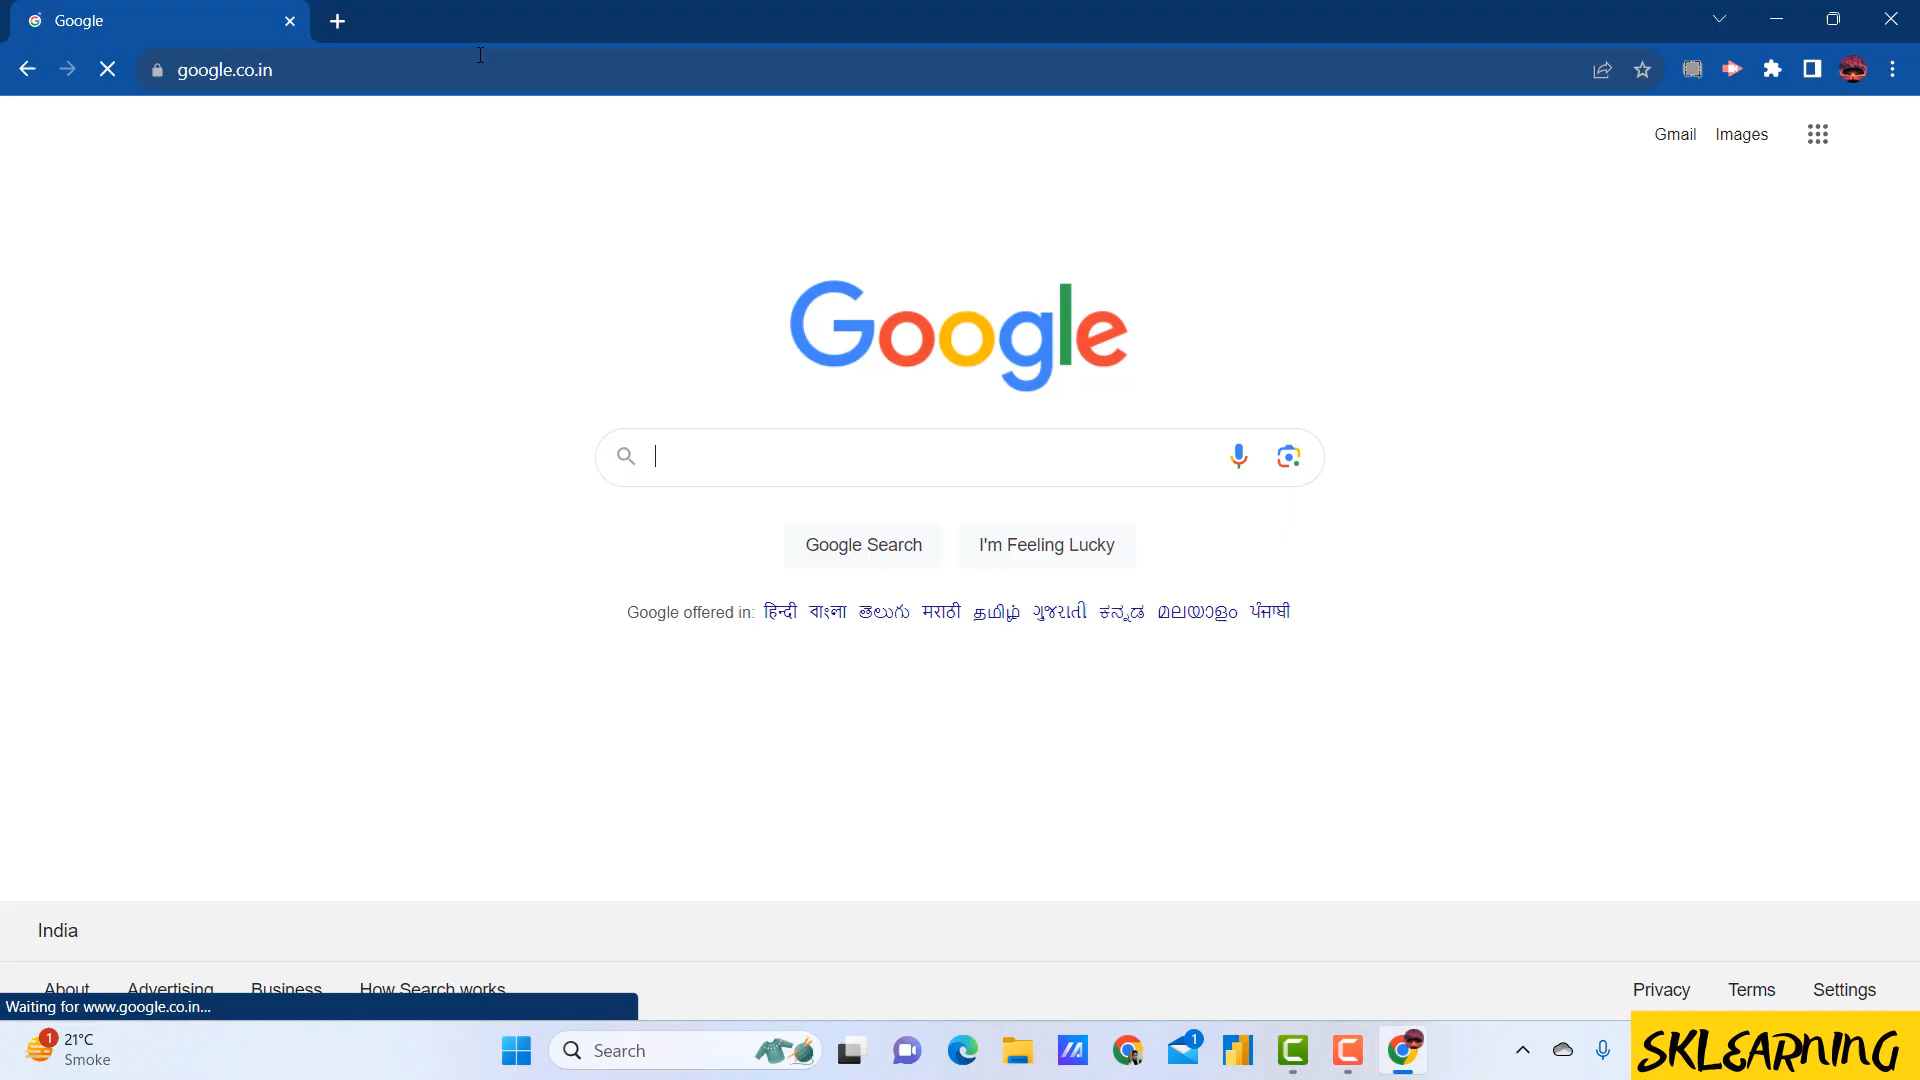 Google
google.co.in
Gmail Images
Google
Google Search I'm Feeling Lucky
Google offered in: हिन्दी বাংলা తెలుగు मराठी தமிழ் ગુજરાતી ಕನ್ನಡ മലയാളം ਪੰਜਾਬੀ
India
About Advertising Business How Search works
Privacy Terms Settings
Waiting for www.google.co.in...
1
21°C
Smoke
Search
1
SKLEARNING